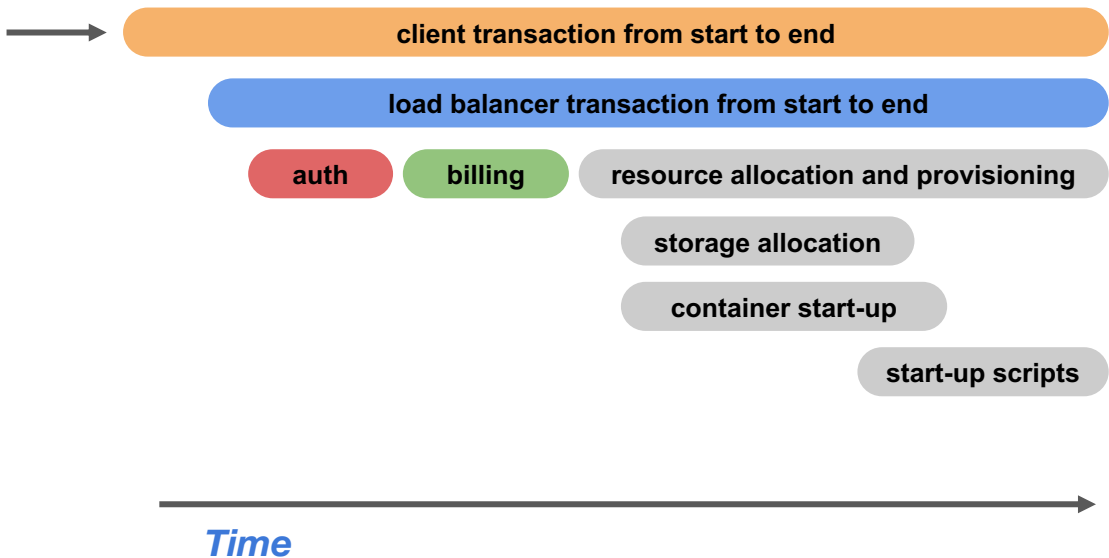 client transaction from start to end
load balancer transaction from start to end
auth
billing
resource allocation and provisioning
storage allocation
container start-up
start-up scripts
Time